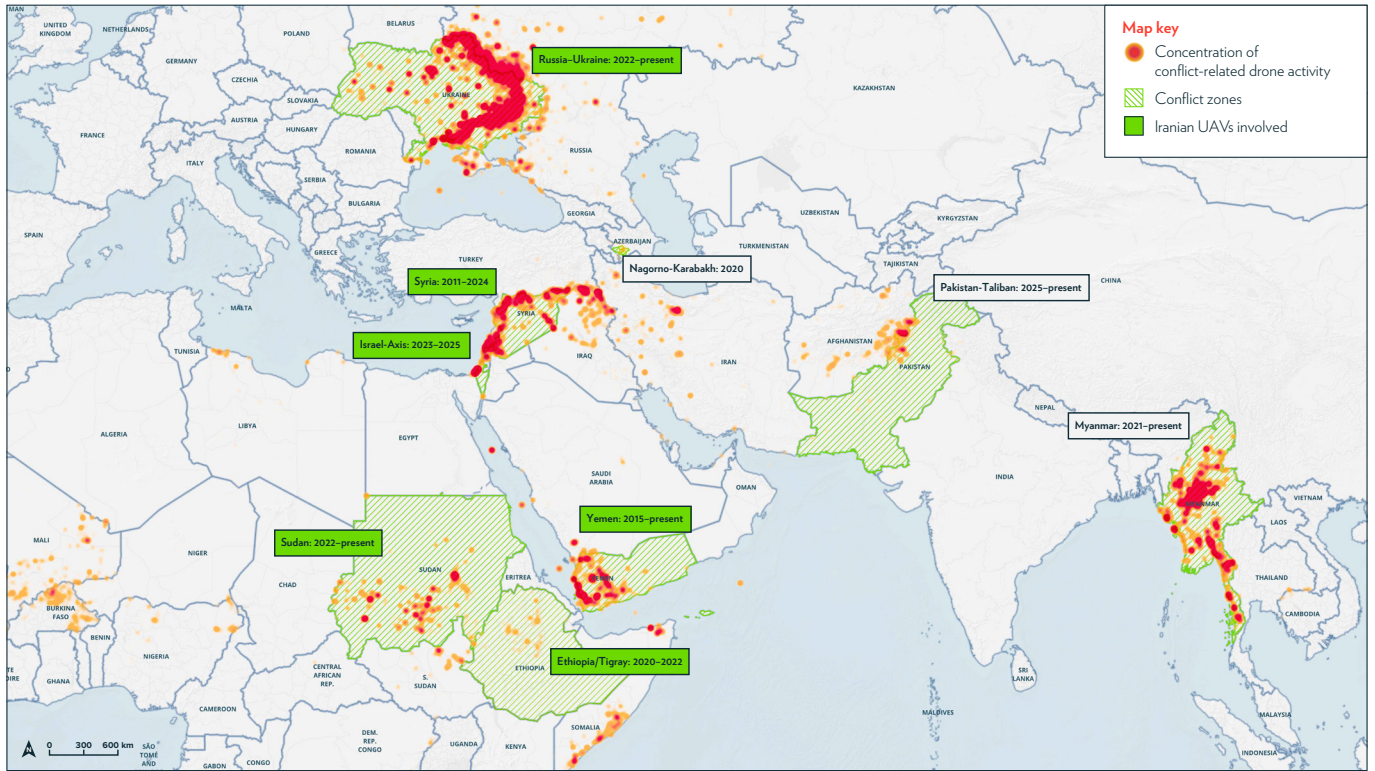 Map key
Concentration of
conflict-related drone activity
Conflict zones
Iranian UAVs involved
UNITED
KINGDOM
NETHERLANDS
BELARUS
POLAND
GERMANY
CZECHIA
SLOVAKIA
AUSTRIA
HUNGARY
FRANCE
ROMANIA
ITALY
SERBIA
BULGARIA
SPAIN
GREECE
UKRAINE
Russia–Ukraine: 2022–present
RUSSIA
KAZAKHSTAN
GEORGIA
AZERBAIJAN
UZBEKISTAN
KYRGYZSTAN
TURKMENISTAN
TAJIKISTAN
CHINA
TURKEY
Nagorno-Karabakh: 2020
Syria: 2011–2024
Pakistan-Taliban: 2025–present
MALTA
SYRIA
TUNISIA
Israel-Axis: 2023–2025
IRAQ
IRAN
AFGHANISTAN
PAKISTAN
NEPAL
Myanmar: 2021–present
ALGERIA
LIBYA
EGYPT
SAUDI
ARABIA
OMAN
INDIA
MYANMAR
VIETNAM
LAOS
Yemen: 2015–present
Sudan: 2022–present
MALI
NIGER
CHAD
SUDAN
ERITREA
YEMEN
THAILAND
CAMBODIA
BURKINA
FASO
BENIN
NIGERIA
GHANA
CENTRAL
AFRICAN
REP.
S.
SUDAN
ETHIOPIA
Ethiopia/Tigray: 2020–2022
SRI
LANKA
CAMEROON
MALDIVES
MALAYSIA
SOMALIA
DEM.
REP.
CONGO
UGANDA
KENYA
INDONESIA
SÃO
TOMÉ
AND
GABON
CONGO
0 300 600 km